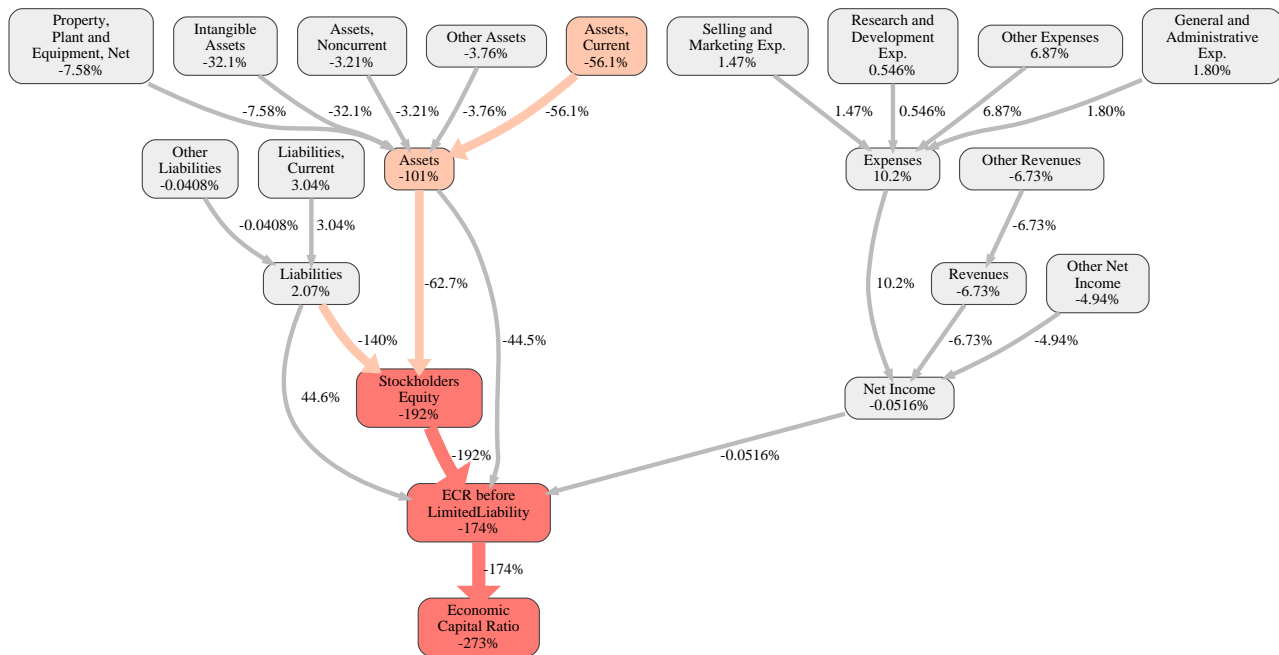 Property,
Plant and
Equipment, Net
-7.58%
Intangible
Assets
-32.1%
Assets,
Noncurrent
-3.21%
Other Assets
-3.76%
Assets,
Current
-56.1%
Selling and
Marketing Exp.
1.47%
Research and
Development
Exp.
0.546%
Other Expenses
6.87%
General and
Administrative
Exp.
1.80%
-7.58%
-32.1%
-3.21%
-3.76%
-56.1%
1.47%
0.546%
6.87%
1.80%
Other
Liabilities
-0.0408%
Liabilities,
Current
3.04%
Assets
-101%
Expenses
10.2%
Other Revenues
-6.73%
-0.0408%
3.04%
-6.73%
Liabilities
2.07%
-62.7%
10.2%
Revenues
-6.73%
Other Net
Income
-4.94%
-140%
-44.5%
-6.73%
-4.94%
Stockholders
Equity
-192%
44.6%
Net Income
-0.0516%
-192%
-0.0516%
ECR before
LimitedLiability
-174%
-174%
Economic
Capital Ratio
-273%